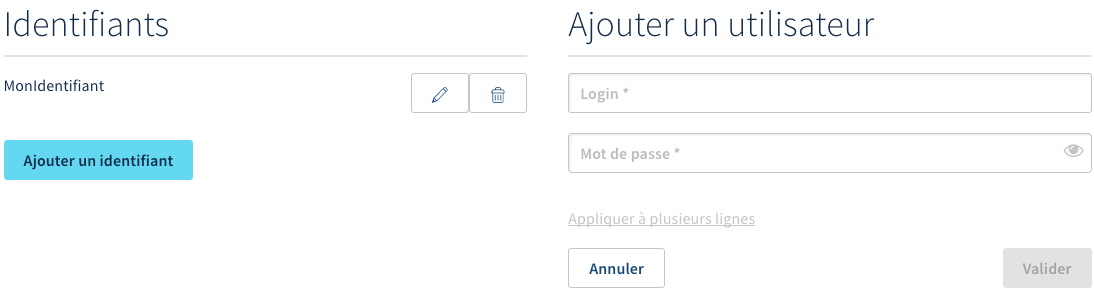 Identifiants
MonIdentifiant
Ajouter un identifiant
Ajouter un utilisateur
Login *
Mot de passe *
Appliquer à plusieurs lignes
Annuler
Valider